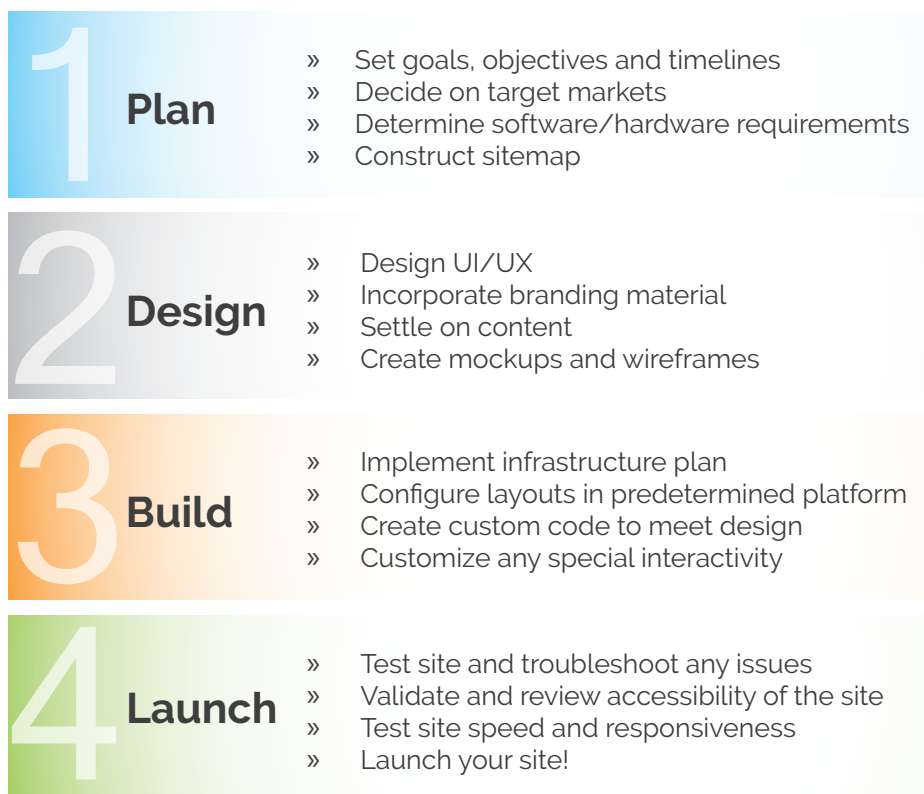 1
Plan
» Set goals, objectives and timelines
» Decide on target markets
» Determine software/hardware requirememts
» Construct sitemap
2
Design
» Design UI/UX
» Incorporate branding material
» Settle on content
» Create mockups and wireframes
3
Build
» Implement infrastructure plan
» Configure layouts in predetermined platform
» Create custom code to meet design
» Customize any special interactivity
4
Launch
» Test site and troubleshoot any issues
» Validate and review accessibility of the site
» Test site speed and responsiveness
» Launch your site!